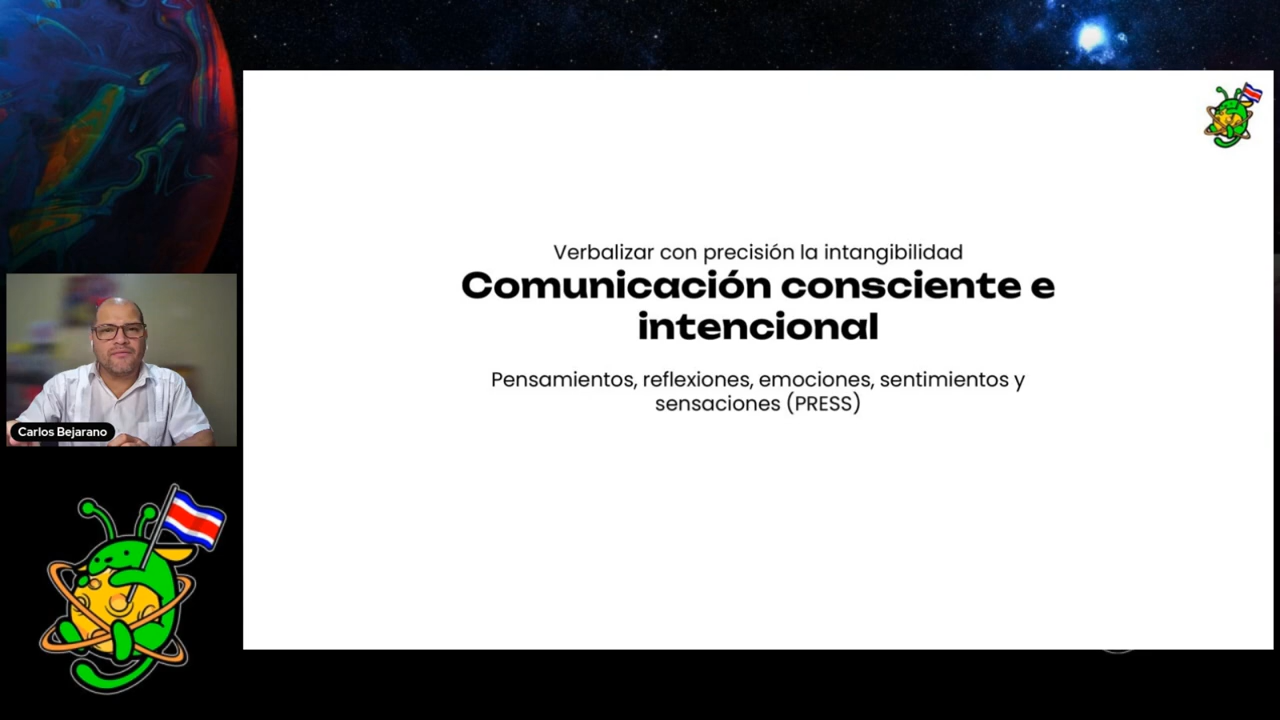 Verbalizar con precisión la intangibilidad
Comunicación consciente e
intencional
Pensamientos, reflexiones, emociones, sentimientos y
sensaciones (PRESS)
Carlos Bejarano